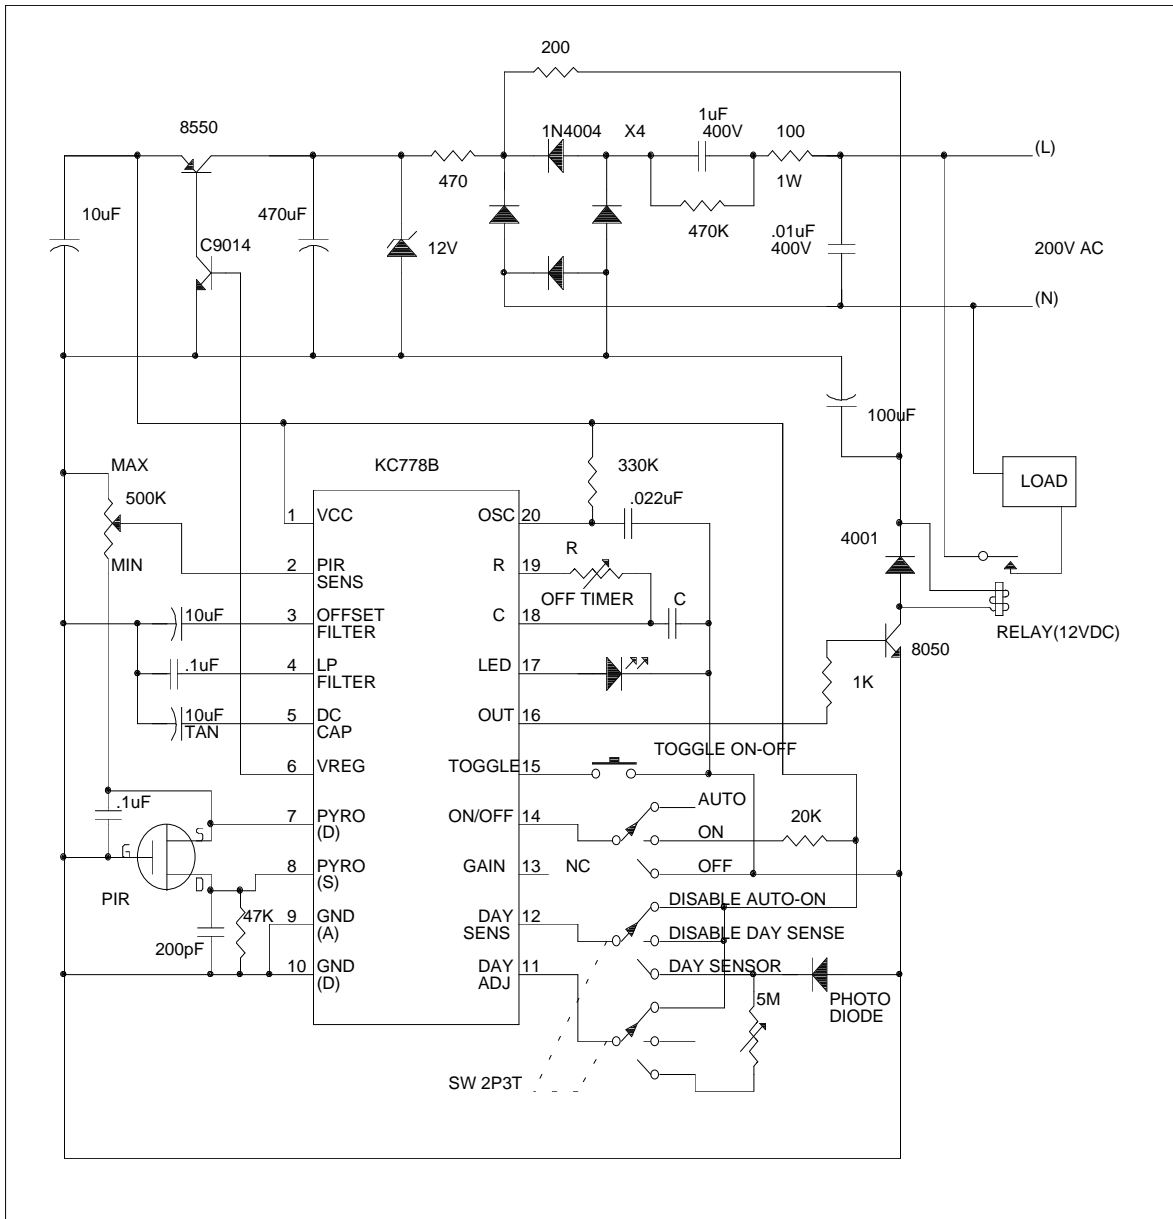 200
8550
1N4004
X4
1uF
400V
100
1W
(L)
470
10uF
470uF
C9014
12V
470K
.01uF
400V
200V AC
(N)
100uF
MAX
500K
MIN
KC778B
330K
.022uF
LOAD
4001
RELAY(12VDC)
8050
1K
1 VCC
2 PIR
SENS
3 OFFSET
FILTER
4 LP
FILTER
5 DC
CAP
6 VREG
7 PYRO
(D)
8 PYRO
(S)
9 GND
(A)
10 GND
(D)
OSC 20
R 19
C 18
LED 17
OUT 16
TOGGLE 15
ON/OFF 14
GAIN 13
DAY
SENS 12
DAY
ADJ 11
R
OFF TIMER
C
10uF
.1uF
10uF
TAN
.1uF
S
G
D
PIR
47K
200pF
TOGGLE ON-OFF
AUTO
ON
OFF
20K
NC
DISABLE AUTO-ON
DISABLE DAY SENSE
DAY SENSOR
5M
PHOTO
DIODE
SW 2P3T